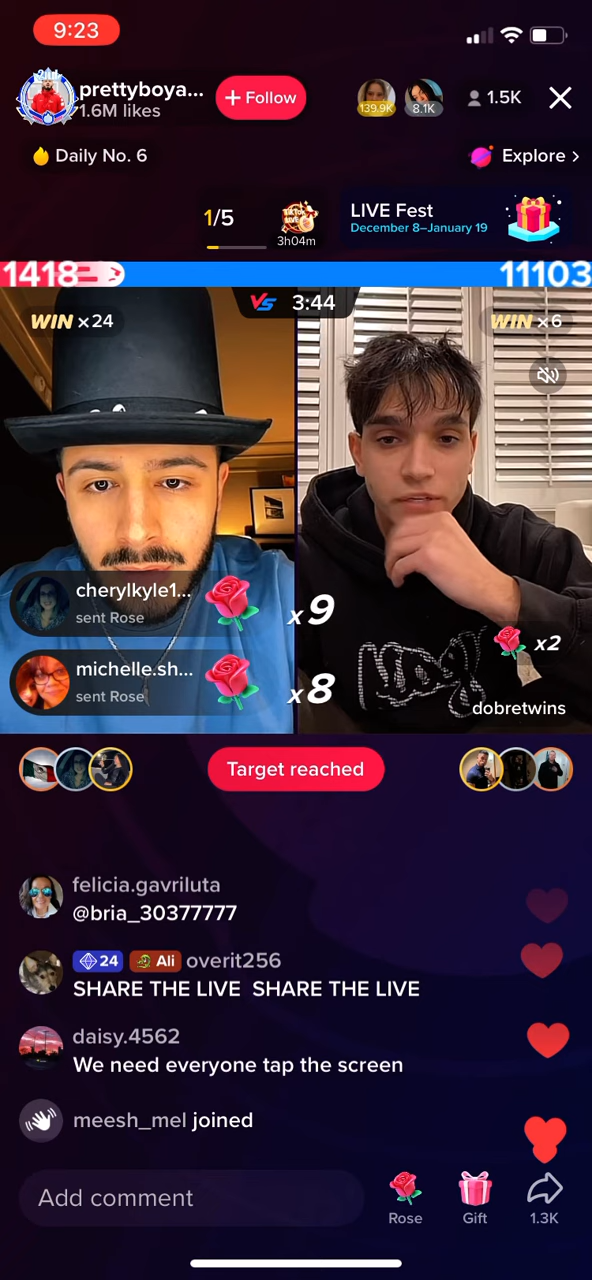 9:23
prettyboya...
1.6M likes
+ Follow
139.9K
8.1K
1.5K
Daily No. 6
Explore >
1/5
3h04m
LIVE Fest
December 8–January 19
1418
11103
WIN x24
VS 3:44
WIN x6
cherylkyle1...
sent Rose
x9
michelle.sh...
sent Rose
x8
x2
dobretwins
Target reached
felicia.gavriluta
@bria_30377777
24 Ali overit256
SHARE THE LIVE SHARE THE LIVE
daisy.4562
We need everyone tap the screen
meesh_mel joined
Add comment
Rose
Gift
1.3K